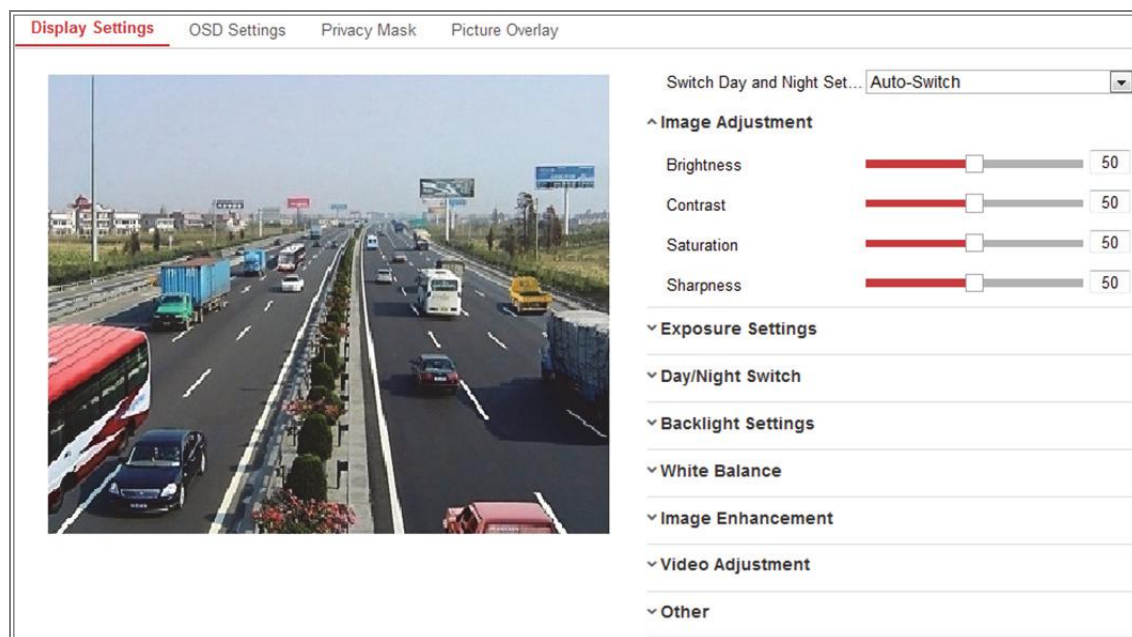 Display Settings OSD Settings Privacy Mask Picture Overlay
Switch Day and Night Set... Auto-Switch
Image Adjustment
Brightness 50
Contrast 50
Saturation 50
Sharpness 50
Exposure Settings
Day/Night Switch
Backlight Settings
White Balance
Image Enhancement
Video Adjustment
Other